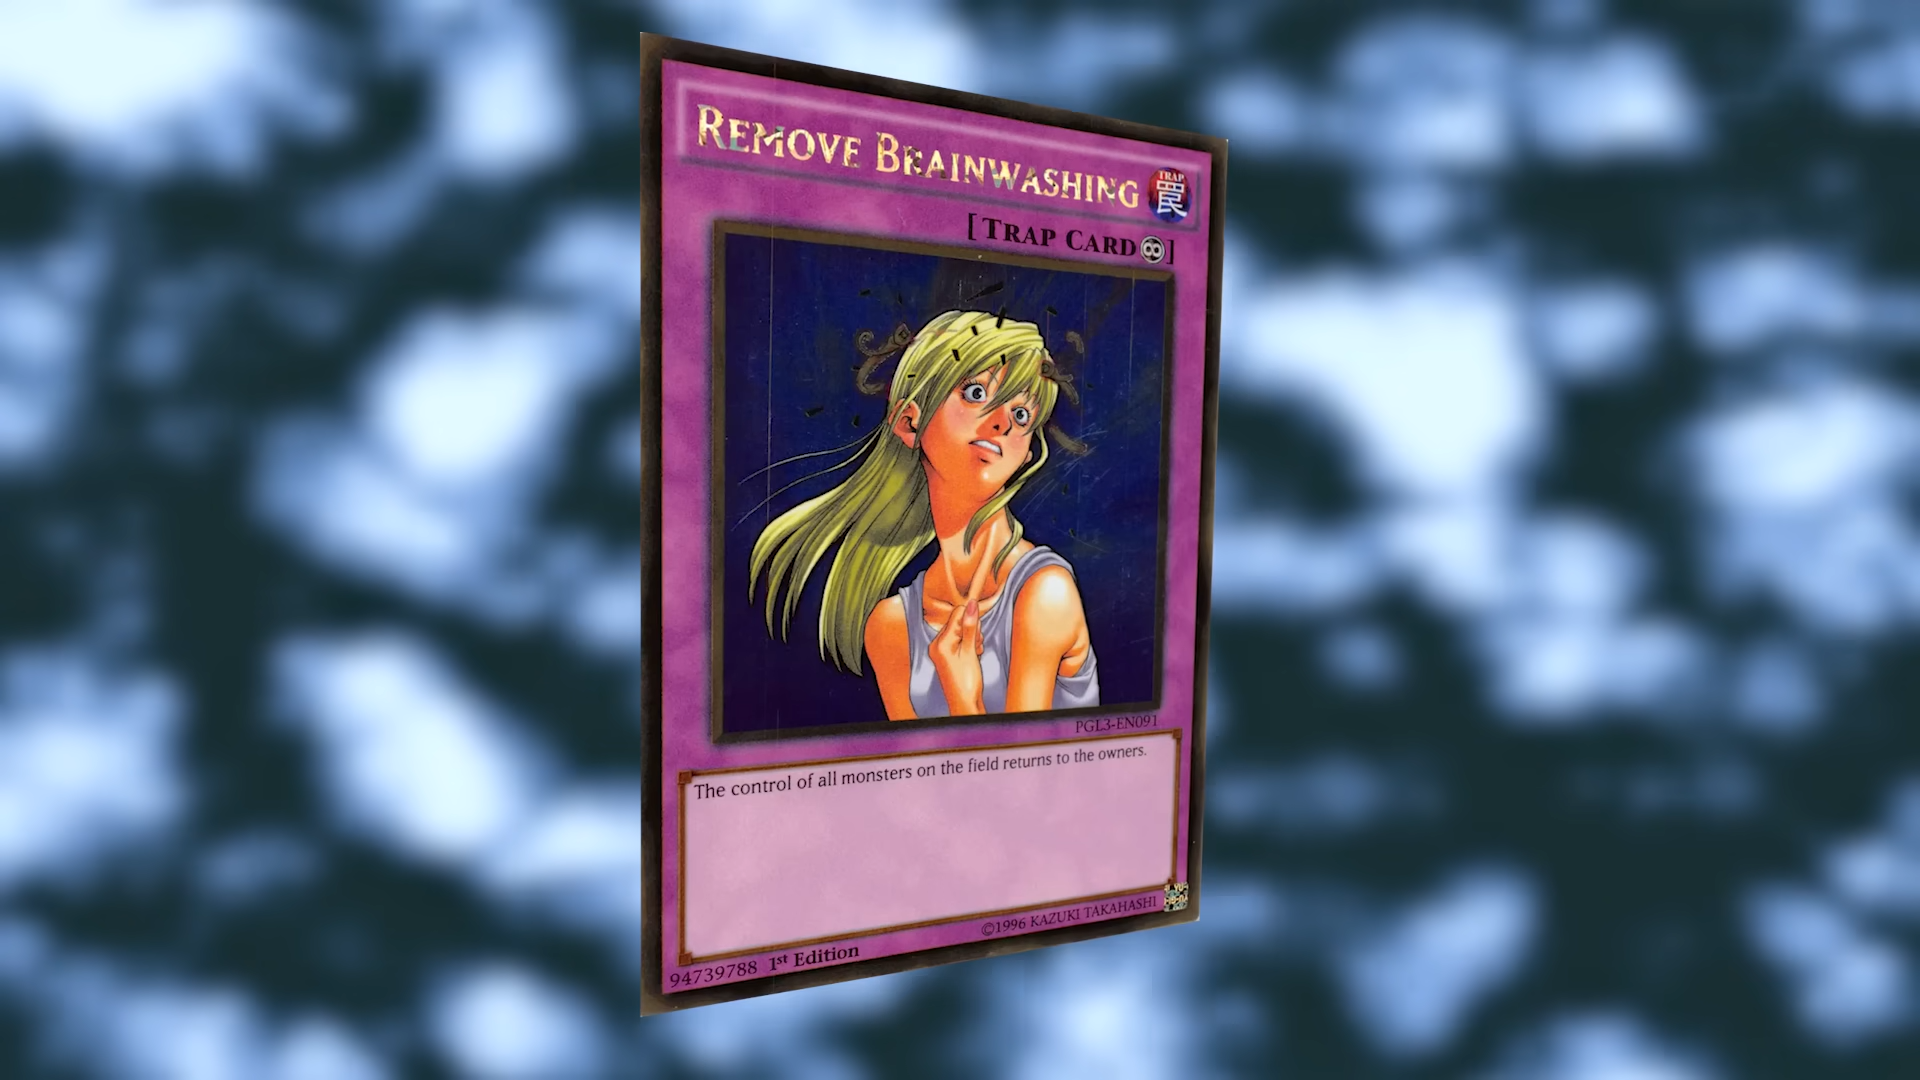 REMOVE BRAINWASHING
TRAP
罠
[TRAP CARD∞]
PGL3-EN091
The control of all monsters on the field returns to the owners.
94739788 1st Edition
©1996 KAZUKI TAKAHASHI